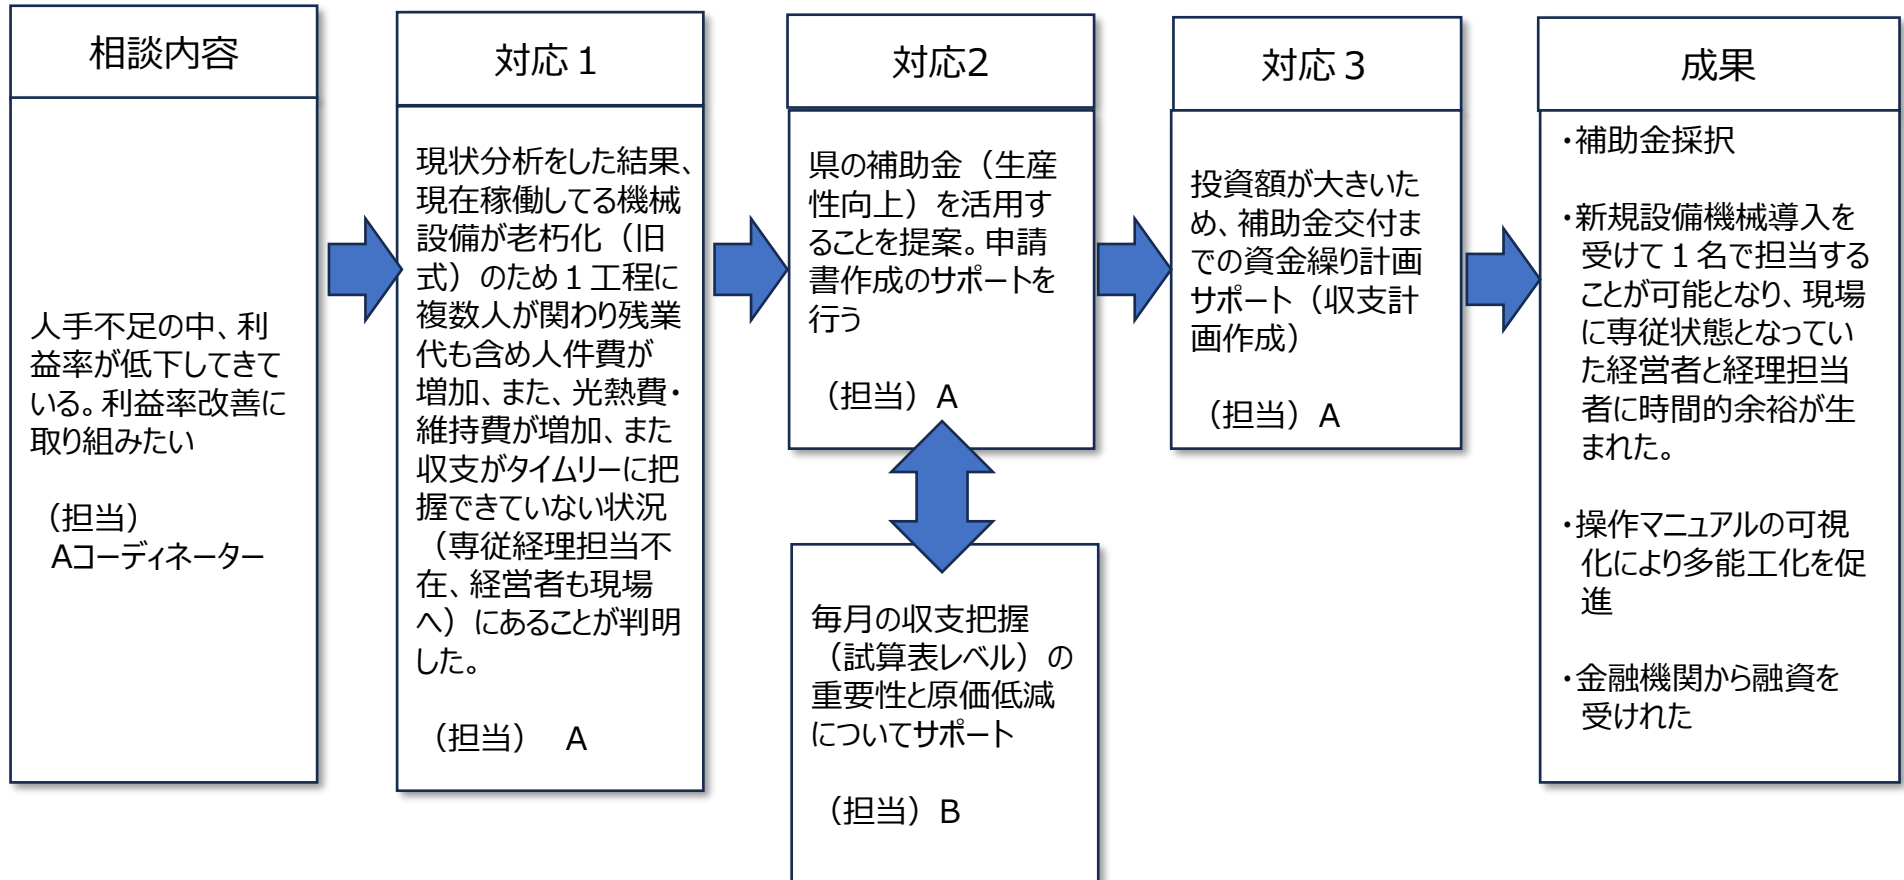 相談内容
人手不足の中、利
益率が低下してきて
いる。利益率改善に
取り組みたい
（担当）
Aコーディネーター
対応１
現状分析をした結果、
現在稼働してる機械
設備が老朽化（旧
式）のため１工程に
複数人が関わり残業
代も含め人件費が
増加、また、光熱費・
維持費が増加、また
収支がタイムリーに把
握できていない状況
（専従経理担当不
在、経営者も現場
へ）にあることが判明
した。
（担当）　A
対応2
県の補助金（生産
性向上）を活用す
ることを提案。申請
書作成のサポートを
行う
（担当）A
毎月の収支把握
（試算表レベル）の
重要性と原価低減
についてサポート
（担当）B
対応３
投資額が大きいた
め、補助金交付ま
での資金繰り計画
サポート（収支計
画作成）
（担当）A
成果
・補助金採択
・新規設備機械導入を
受けて１名で担当する
ことが可能となり、現場
に専従状態となってい
た経営者と経理担当
者に時間的余裕が生
まれた。
・操作マニュアルの可視
化により多能工化を促
進
・金融機関から融資を
受けれた